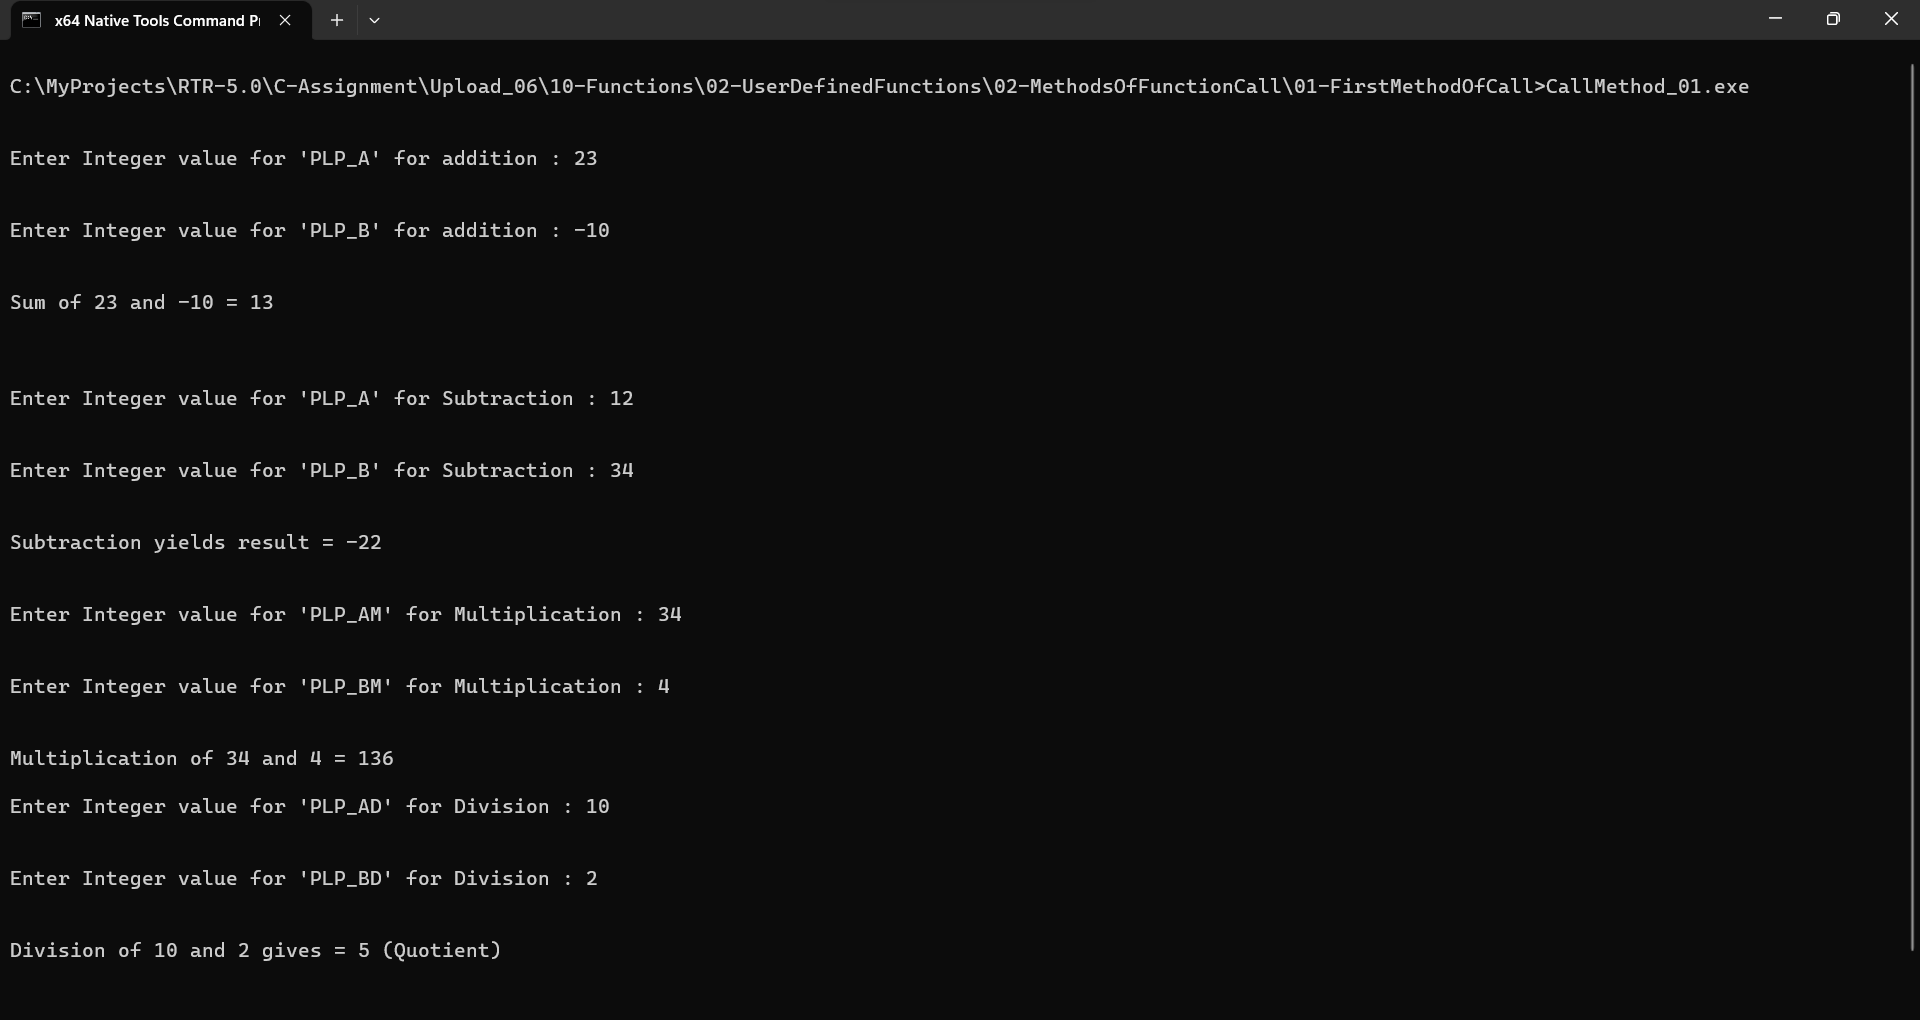 x64 Native Tools Command P
C:\MyProjects\RTR-5.0\C-Assignment\Upload_06\10-Functions\02-UserDefinedFunctions\02-MethodsOfFunctionCall\01-FirstMethodOfCall>CallMethod_01.exe
Enter Integer value for 'PLP_A' for addition : 23
Enter Integer value for 'PLP_B' for addition : -10
Sum of 23 and -10 = 13
Enter Integer value for 'PLP_A' for Subtraction : 12
Enter Integer value for 'PLP_B' for Subtraction : 34
Subtraction yields result = -22
Enter Integer value for 'PLP_AM' for Multiplication : 34
Enter Integer value for 'PLP_BM' for Multiplication : 4
Multiplication of 34 and 4 = 136
Enter Integer value for 'PLP_AD' for Division : 10
Enter Integer value for 'PLP_BD' for Division : 2
Division of 10 and 2 gives = 5 (Quotient)